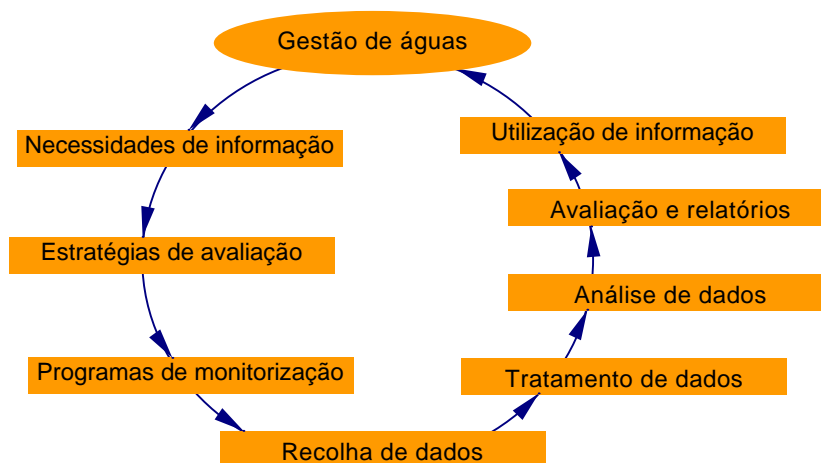 Gestão de águas
Necessidades de informação
Estratégias de avaliação
Programas de monitorização
Recolha de dados
Tratamento de dados
Análise de dados
Avaliação e relatórios
Utilização de informação